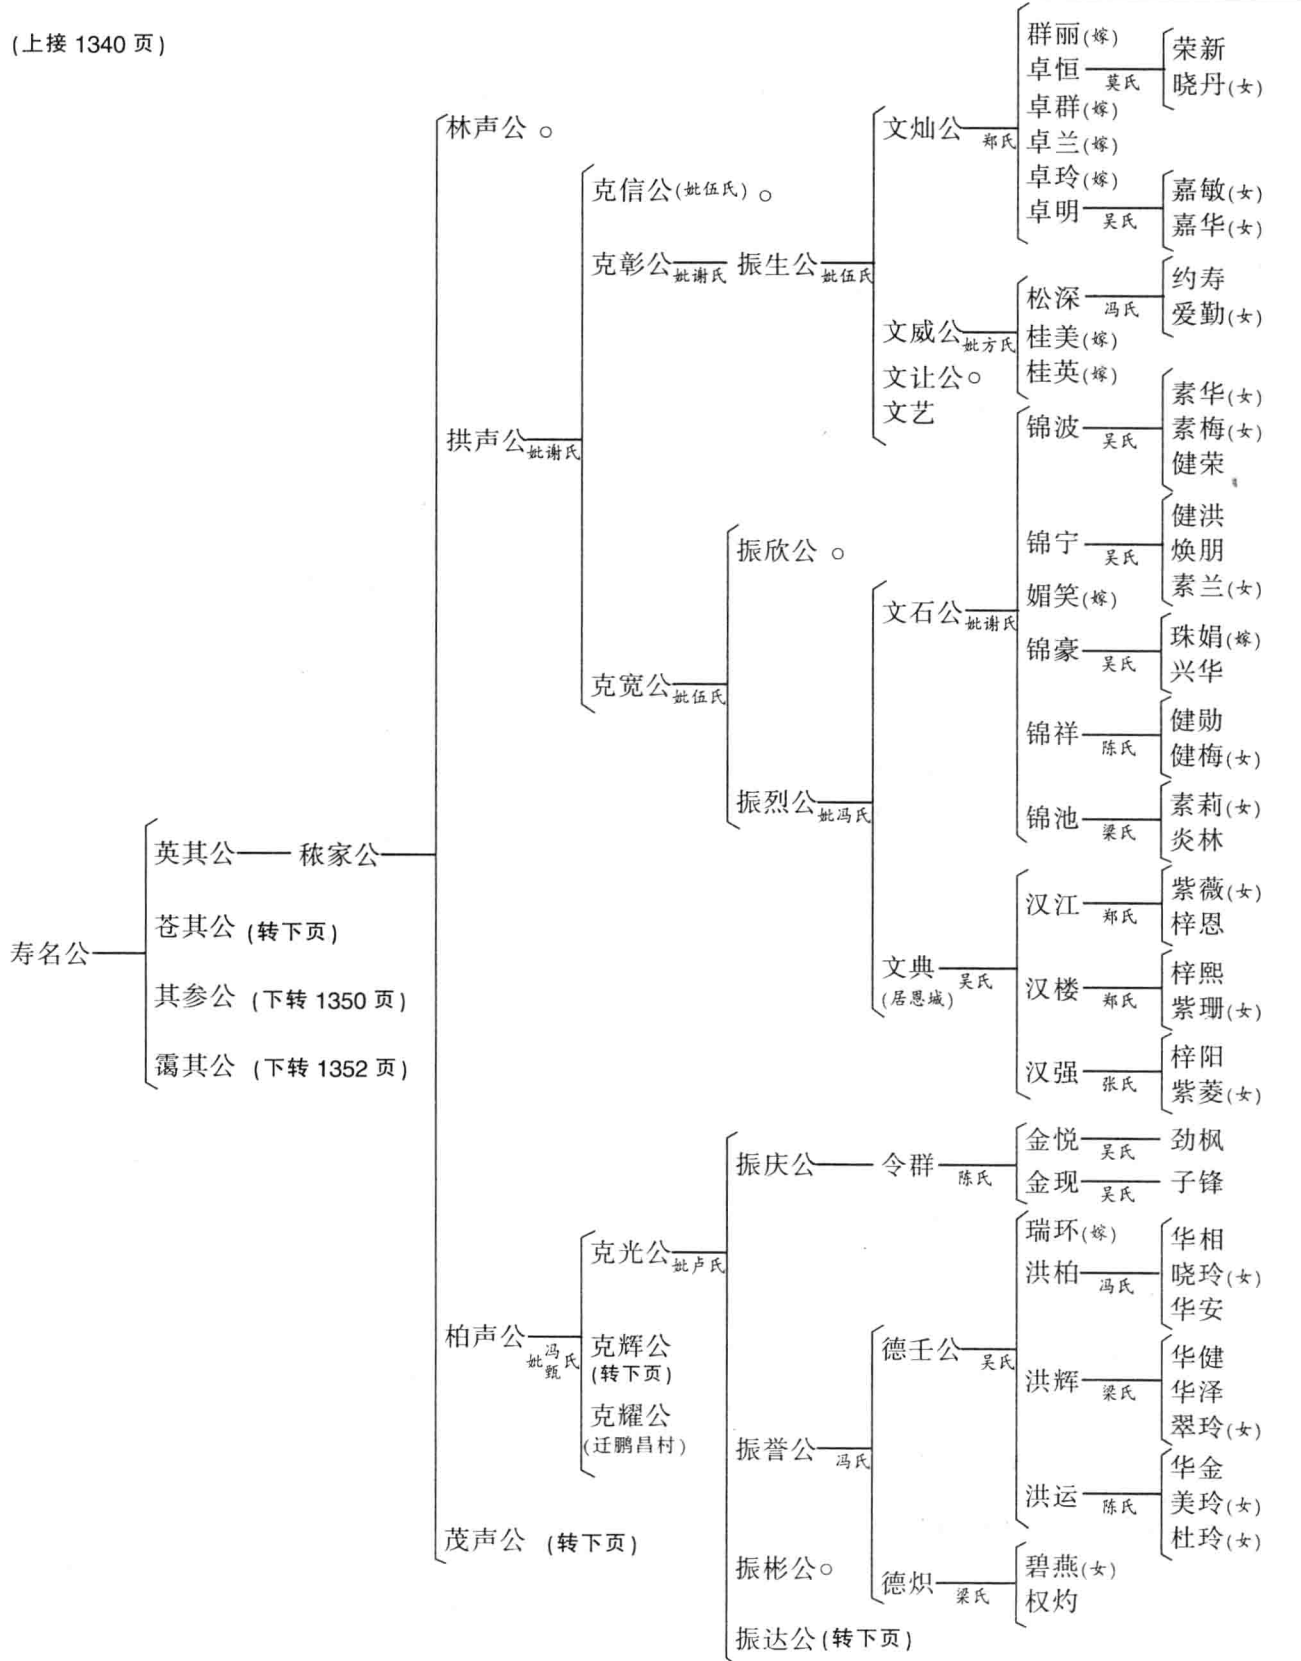 (上接 1340 页)
寿名公
英其公
苍其公 (转下页)
其参公 (下转 1350 页)
霭其公 (下转 1352 页)
秾家公
林声公 ○
拱声公 妣谢氏
柏声公 妣冯甄氏
茂声公 (转下页)
克信公(妣伍氏) ○
克彰公 妣谢氏
克宽公 妣伍氏
振生公 妣伍氏
文灿公 郑氏
文威公 妣方氏
文让公○
文艺
群丽(嫁)
卓恒 莫氏
荣新
晓丹(女)
卓群(嫁)
卓兰(嫁)
卓玲(嫁)
卓明 吴氏
嘉敏(女)
嘉华(女)
松深 冯氏
约寿
爱勤(女)
桂美(嫁)
桂英(嫁)
振欣公 ○
振烈公 妣冯氏
文石公 妣谢氏
文典 吴氏
(居恩城)
锦波 吴氏
素华(女)
素梅(女)
健荣
锦宁 吴氏
健洪
焕朋
素兰(女)
媚笑(嫁)
锦豪 吴氏
珠娟(嫁)
兴华
锦祥 陈氏
健勋
健梅(女)
锦池 梁氏
素莉(女)
炎林
汉江 郑氏
紫薇(女)
梓恩
汉楼 郑氏
梓熙
紫珊(女)
汉强 张氏
梓阳
紫菱(女)
克光公 妣卢氏
克辉公
(转下页)
克耀公
(迁鹏昌村)
振庆公
令群 陈氏
金悦 吴氏 劲枫
金现 吴氏 子锋
振誉公 冯氏
振彬公○
振达公(转下页)
德壬公 吴氏
德炽 梁氏
瑞环(嫁)
洪柏 冯氏
华相
晓玲(女)
华安
洪辉 梁氏
华健
华泽
翠玲(女)
洪运 陈氏
华金
美玲(女)
杜玲(女)
碧燕(女)
权灼